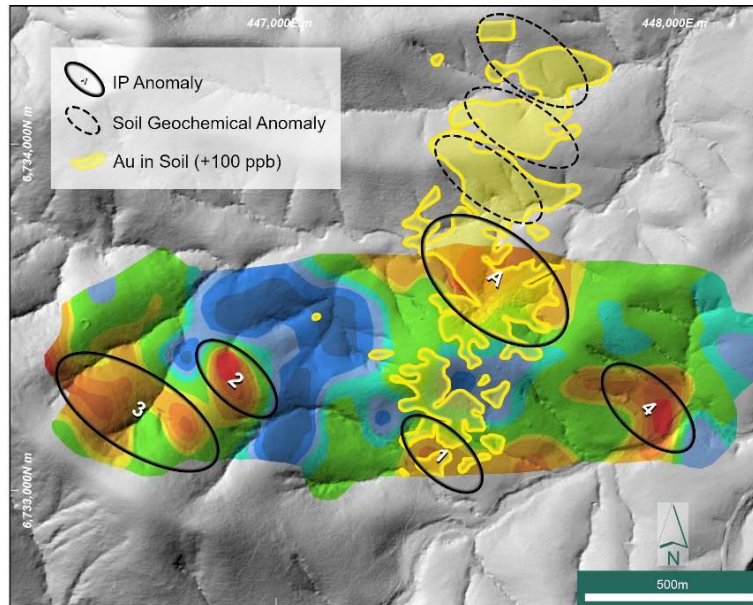 447,000E m
448,000E m
IP Anomaly
Soil Geochemical Anomaly
Au in Soil (+100 ppb)
6,734,000N m
A
2
3
4
1
6,733,000N m
N
500m